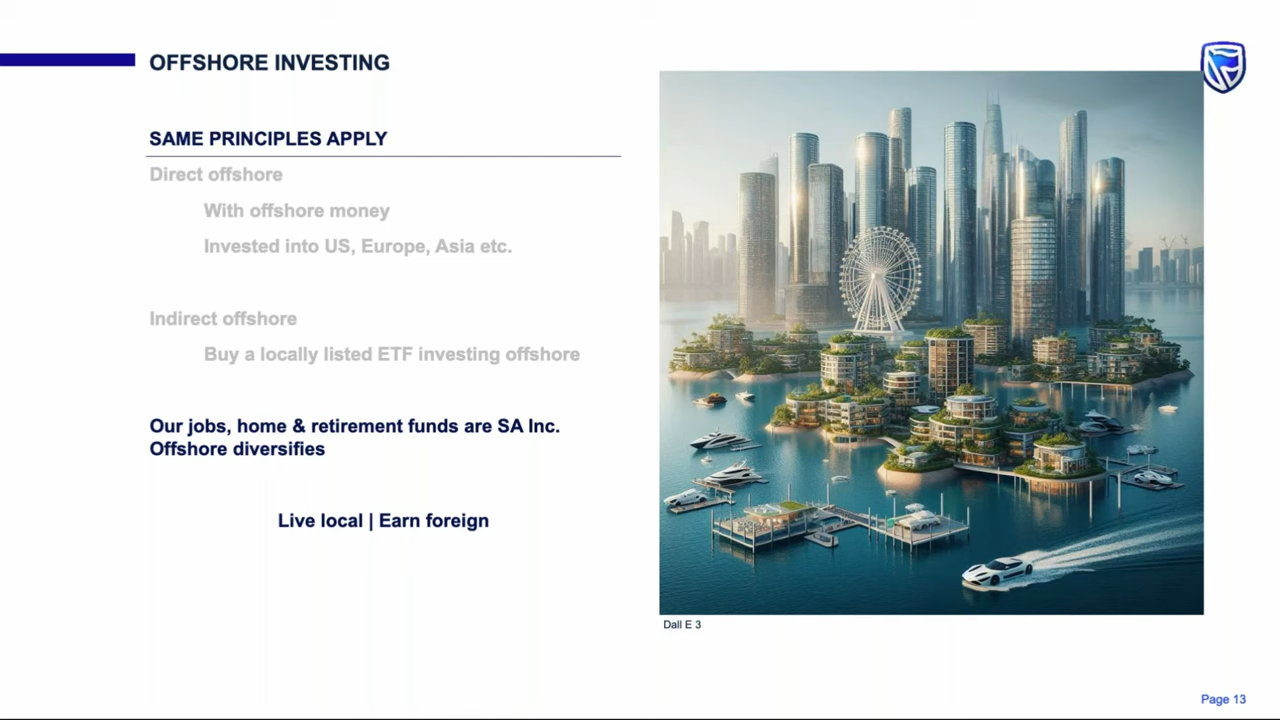 OFFSHORE INVESTING
SAME PRINCIPLES APPLY
Direct offshore
With offshore money
Invested into US, Europe, Asia etc.
Indirect offshore
Buy a locally listed ETF investing offshore
Our jobs, home & retirement funds are SA Inc.
Offshore diversifies
Live local | Earn foreign
Dall E 3
Page 13